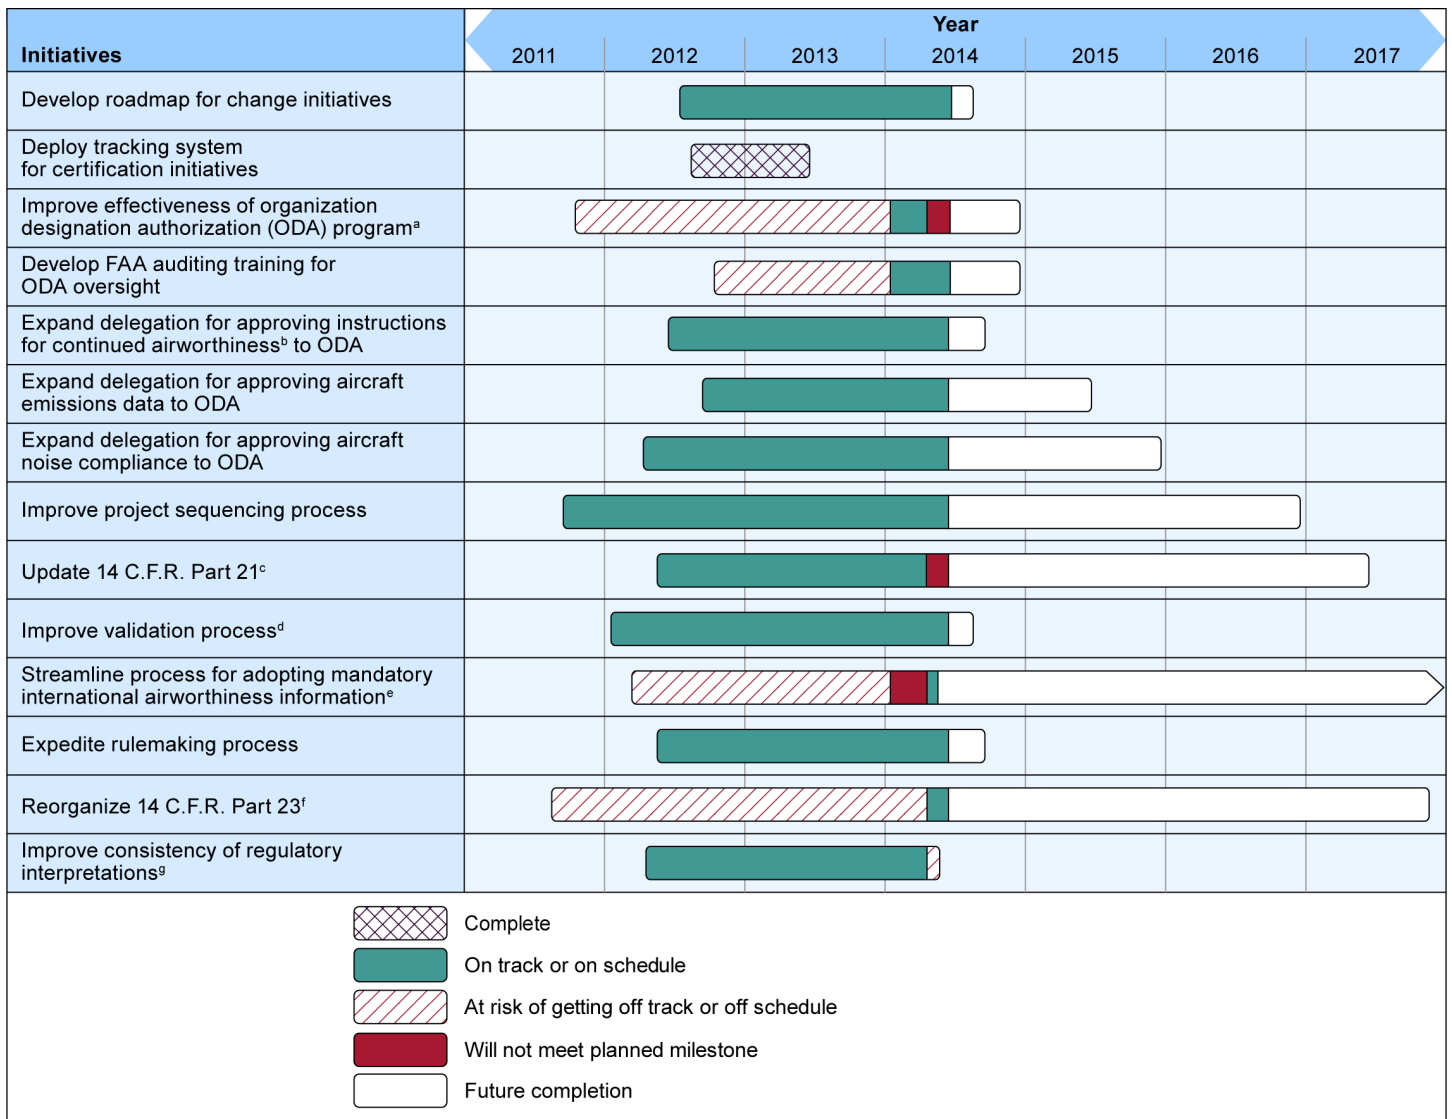 Year
Initiatives
2011 2012 2013 2014 2015 2016 2017
Develop roadmap for change initiatives
Deploy tracking system
for certification initiatives
Improve effectiveness of organization
designation authorization (ODA) programᵃ
Develop FAA auditing training for
ODA oversight
Expand delegation for approving instructions
for continued airworthinessᵇ to ODA
Expand delegation for approving aircraft
emissions data to ODA
Expand delegation for approving aircraft
noise compliance to ODA
Improve project sequencing process
Update 14 C.F.R. Part 21ᶜ
Improve validation processᵈ
Streamline process for adopting mandatory
international airworthiness informationᵉ
Expedite rulemaking process
Reorganize 14 C.F.R. Part 23ᶠ
Improve consistency of regulatory
interpretationsᵍ
Complete
On track or on schedule
At risk of getting off track or off schedule
Will not meet planned milestone
Future completion